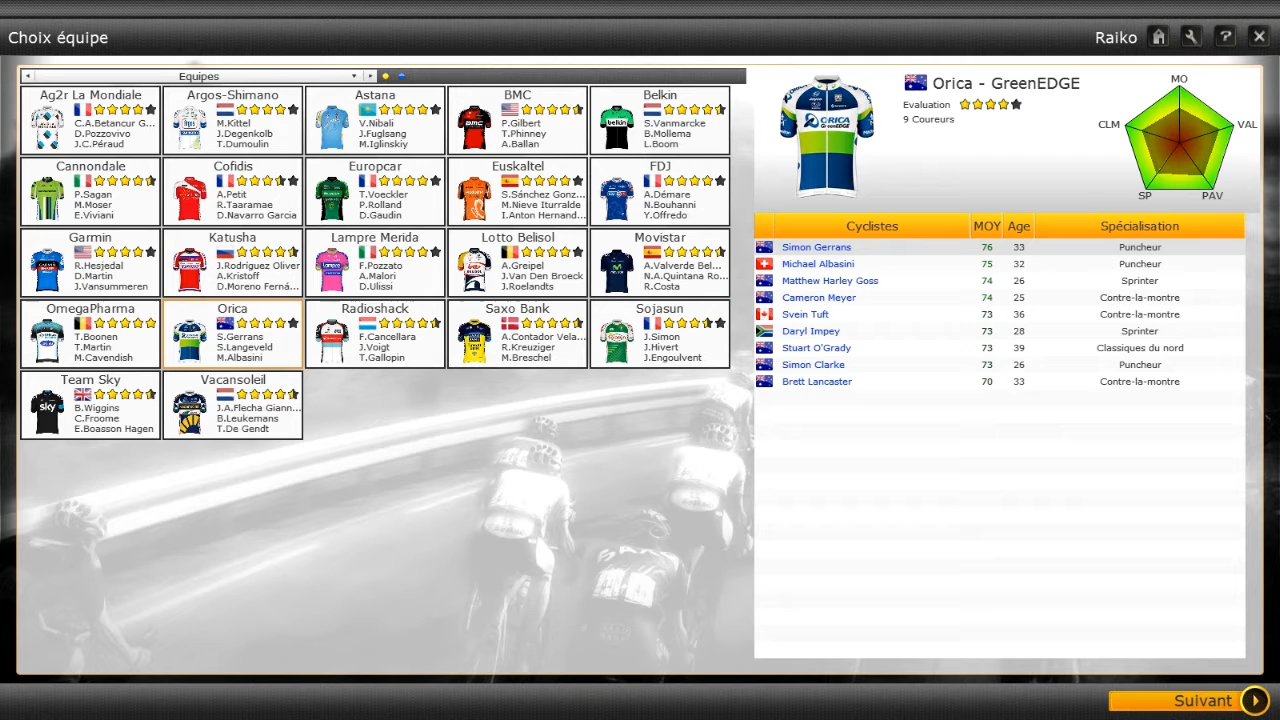 Choix équipe
Raiko
?
Equipes
Ag2r La Mondiale
C.A.Betancur G...
D.Pozzovivo
J.C.Péraud
Argos-Shimano
M.Kittel
J.Degenkolb
T.Dumoulin
Astana
V.Nibali
J.Fuglsang
M.Iglinskiy
BMC
P.Gilbert
T.Phinney
A.Ballan
Belkin
S.Vanmarcke
B.Mollema
L.Boom
Cannondale
P.Sagan
M.Moser
E.Viviani
Cofidis
A.Petit
R.Taaramae
D.Navarro Garcia
Europcar
T.Voeckler
P.Rolland
D.Gaudin
Euskaltel
S.Sánchez Gonz...
M.Nieve Iturralde
I.Anton Hernand...
FDJ
A.Démare
N.Bouhanni
Y.Offredo
Garmin
R.Hesjedal
D.Martin
J.Vansummeren
Katusha
J.Rodríguez Oliver
A.Kristoff
D.Moreno Ferná...
Lampre Merida
F.Pozzato
A.Malori
D.Ulissi
Lotto Belisol
A.Greipel
J.Van Den Broeck
J.Roelandts
Movistar
A.Valverde Bel...
N.A.Quintana Ro...
R.Costa
OmegaPharma
T.Boonen
T.Martin
M.Cavendish
Orica
S.Gerrans
S.Langeveld
M.Albasini
Radioshack
F.Cancellara
J.Voigt
T.Gallopin
Saxo Bank
A.Contador Vela...
R.Kreuziger
M.Breschel
Sojasun
J.Simon
J.Hivert
J.Engoulvent
Team Sky
sky
B.Wiggins
C.Froome
E.Boasson Hagen
Vacansoleil
J.A.Flecha Giann...
B.Leukemans
T.De Gendt
ORICA
GreenEDGE
Orica - GreenEDGE
Evaluation
9 Coureurs
MO
CLM
VAL
SP
PAV
Cyclistes MOY Age Spécialisation
Simon Gerrans 76 33 Puncheur
Michael Albasini 75 32 Puncheur
Matthew Harley Goss 74 26 Sprinter
Cameron Meyer 74 25 Contre-la-montre
Svein Tuft 73 36 Contre-la-montre
Daryl Impey 73 28 Sprinter
Stuart O'Grady 73 39 Classiques du nord
Simon Clarke 73 26 Puncheur
Brett Lancaster 70 33 Contre-la-montre
Suivant